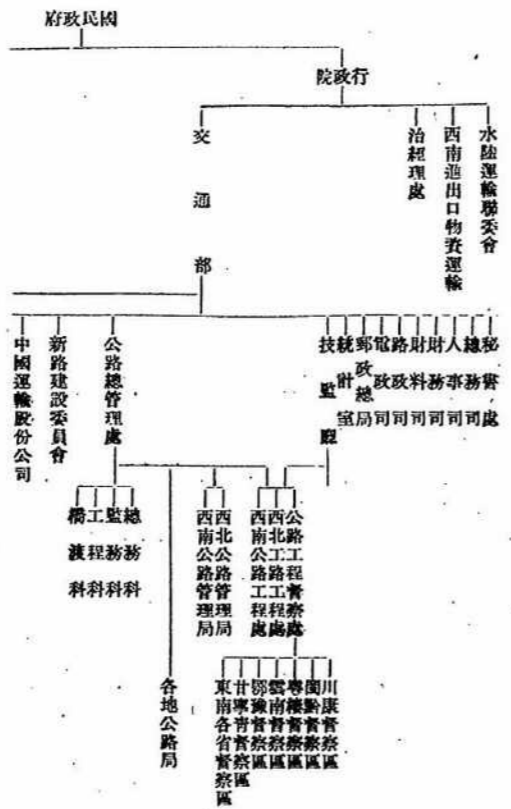 府政民國
院政行
水陸運輸聯委會
西南進出口物資運輸
治經理處
交通部
秘書處
總務司
人事司
財務司
財料司
路政司
電政司
郵政總局
統計室
技監廳
公路總管理處
新路建設委員會
中國運輸股份公司
公路工程督察處
西北工路工程處
西南公路工程處
西北公路管理局
西南公路管理局
總務科
監務科
工程科
橋渡科
川康督察區
閩黔督察區
粵桂督察區
雲南督察區
鄂豫督察區
甘寧青督察區
東南各省督察區
各地公路局